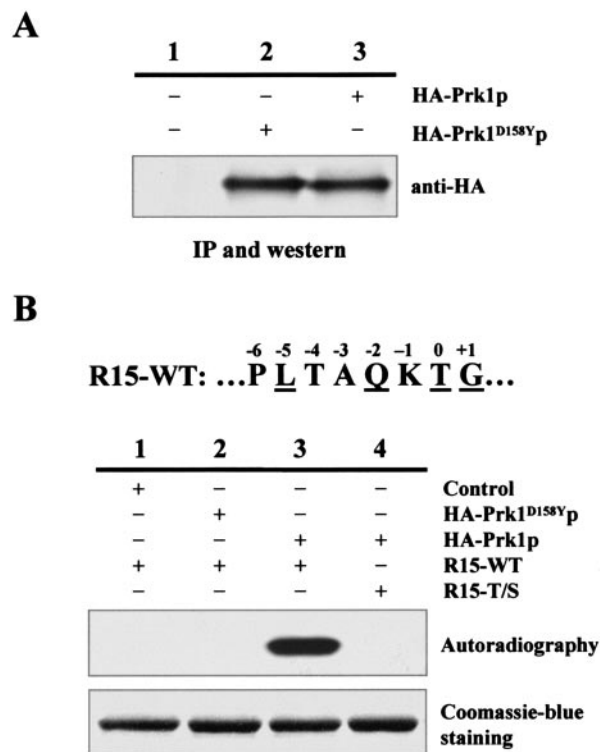 A
1 2 3
– – + HA-Prk1p
– + – HA-Prk1D158Yp
anti-HA
IP and western
B
-6 -5 -4 -3 -2 –1 0 +1
R15-WT: ...P L T A Q K T G...
1 2 3 4
+ – – – Control
– + – – HA-Prk1D158Yp
– – + + HA-Prk1p
+ + + – R15-WT
– – – + R15-T/S
Autoradiography
Coomassie-blue
staining